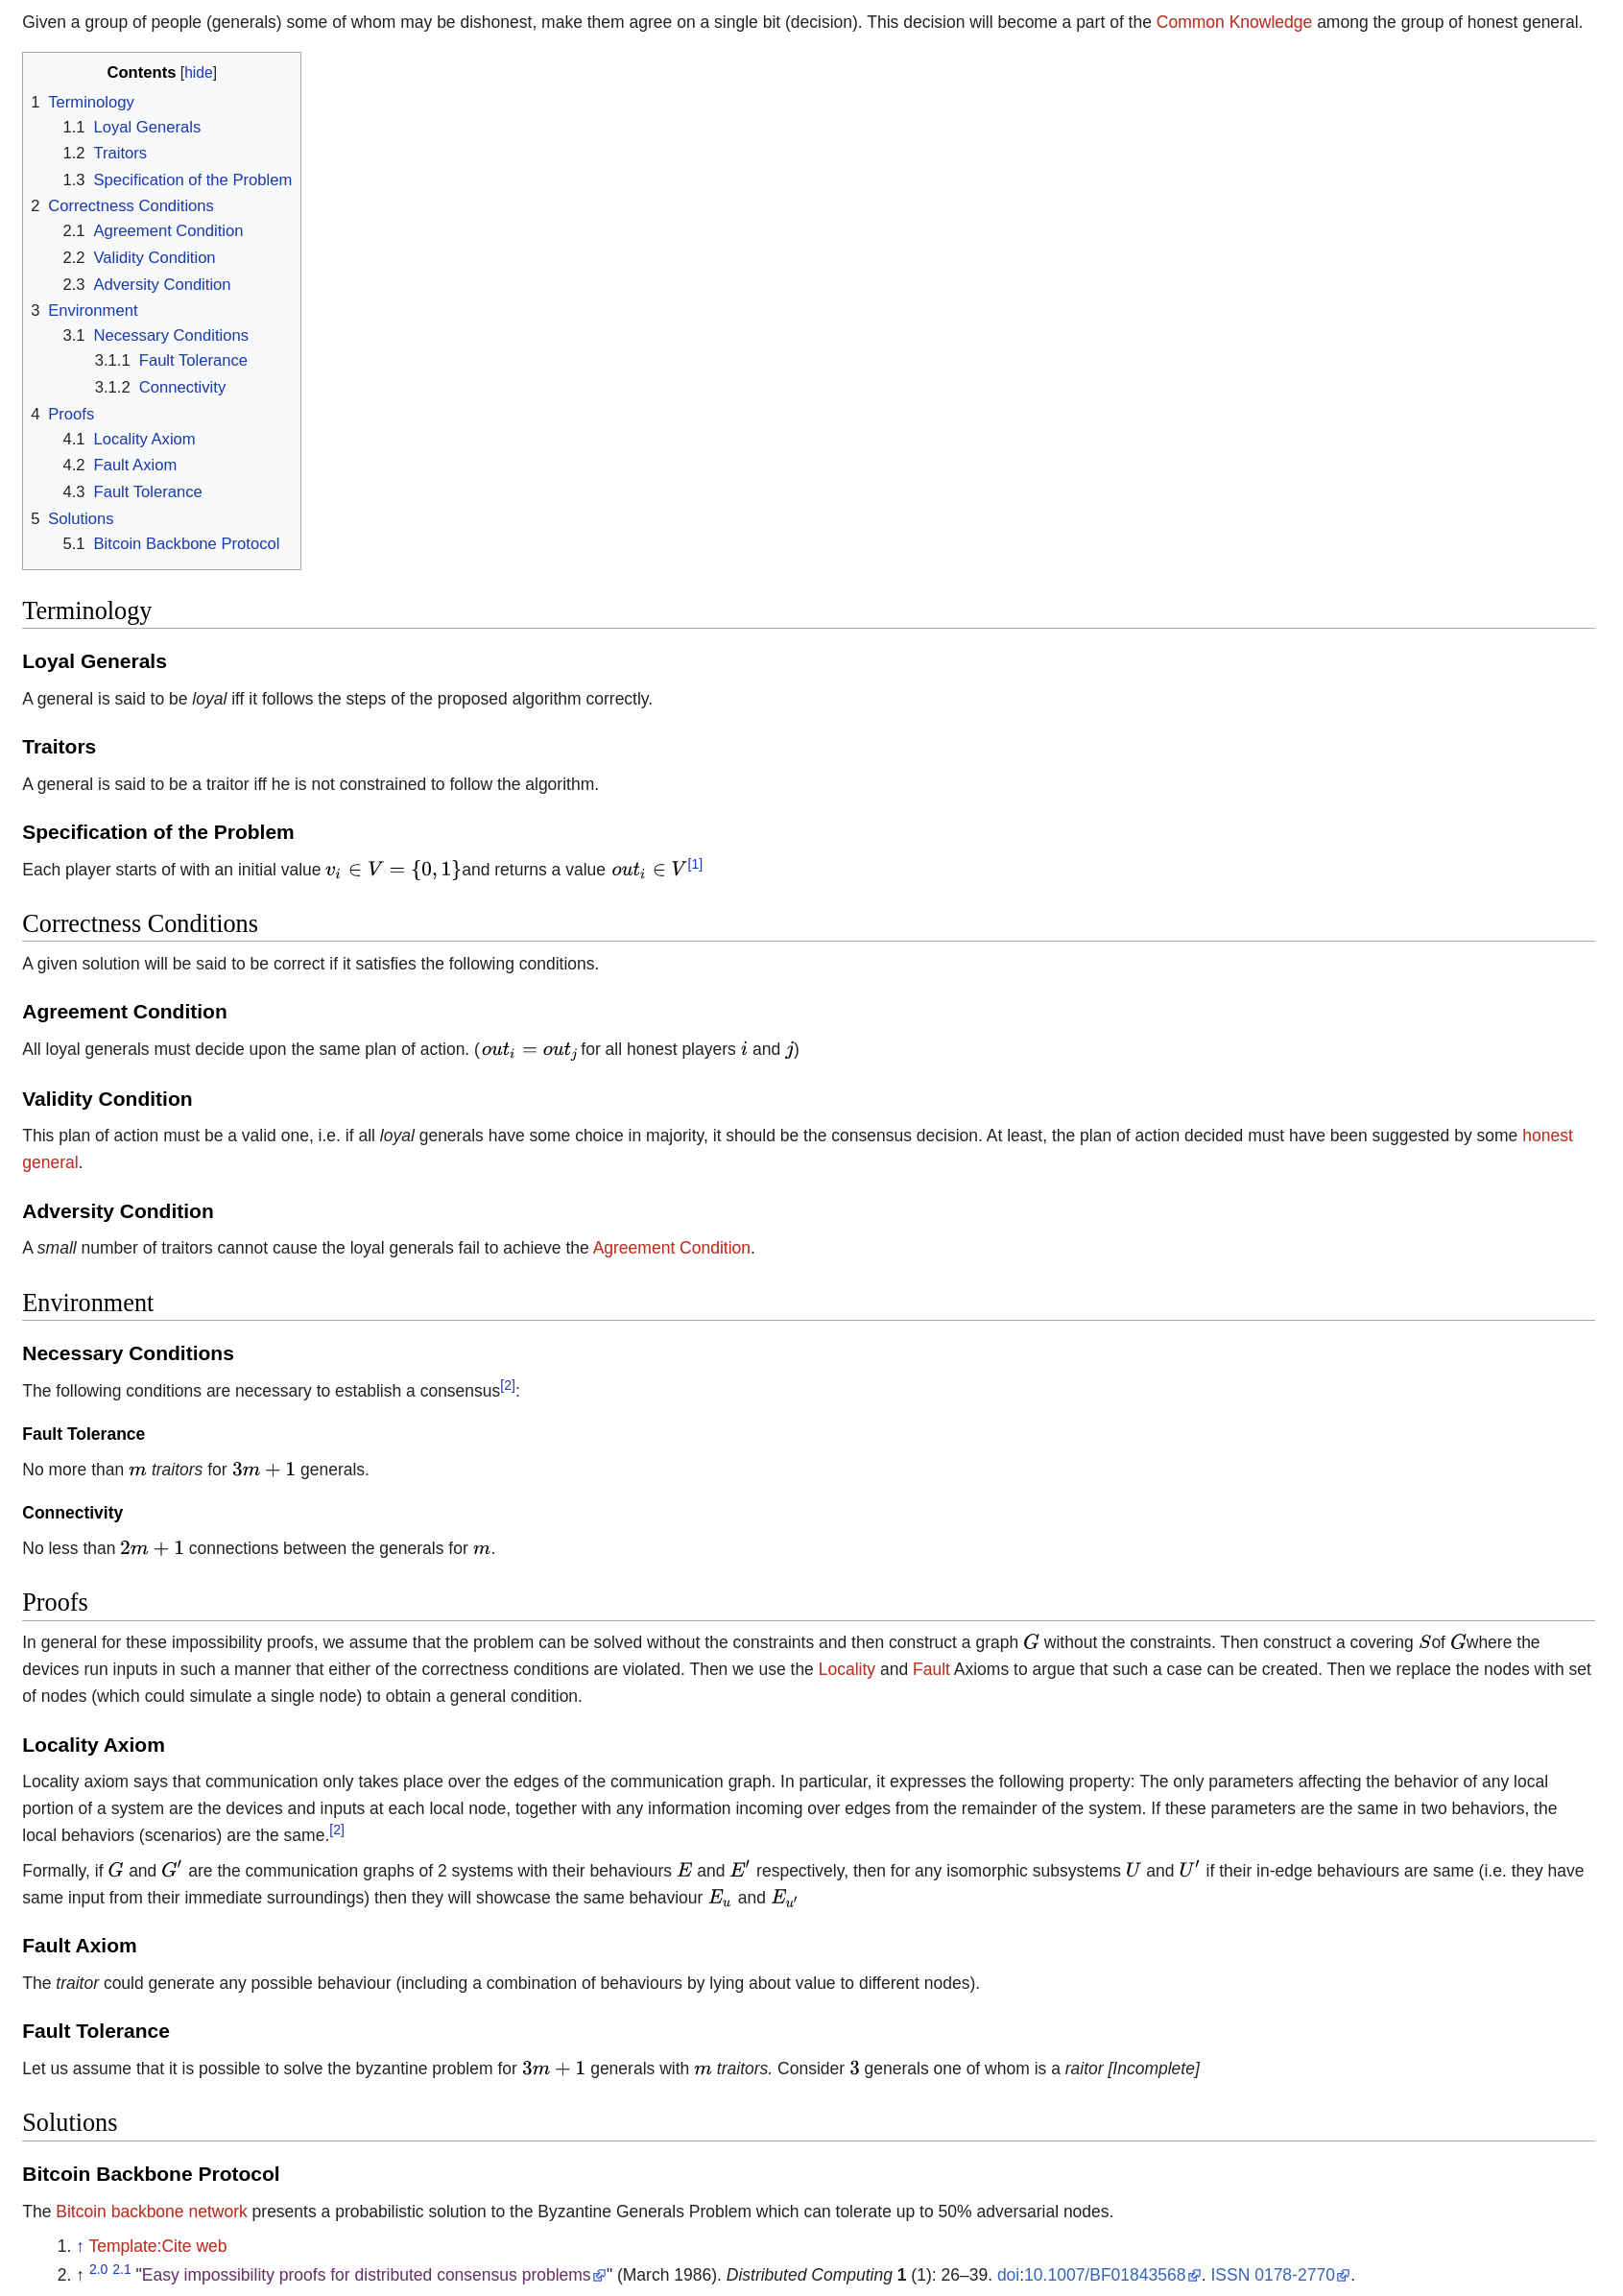 Given a group of people (generals) some of whom may be dishonest, make them agree on a single bit (decision). This decision will become a part of the Common Knowledge among the group of honest general.
Contents [hide]
1 Terminology
1.1 Loyal Generals
1.2 Traitors
1.3 Specification of the Problem
2 Correctness Conditions
2.1 Agreement Condition
2.2 Validity Condition
2.3 Adversity Condition
3 Environment
3.1 Necessary Conditions
3.1.1 Fault Tolerance
3.1.2 Connectivity
4 Proofs
4.1 Locality Axiom
4.2 Fault Axiom
4.3 Fault Tolerance
5 Solutions
5.1 Bitcoin Backbone Protocol
Terminology
Loyal Generals
A general is said to be loyal iff it follows the steps of the proposed algorithm correctly.
Traitors
A general is said to be a traitor iff he is not constrained to follow the algorithm.
Specification of the Problem
Each player starts of with an initial value v_i ∈ V = {0, 1}and returns a value out_i ∈ V[1]
Correctness Conditions
A given solution will be said to be correct if it satisfies the following conditions.
Agreement Condition
All loyal generals must decide upon the same plan of action. (out_i = out_j for all honest players i and j)
Validity Condition
This plan of action must be a valid one, i.e. if all loyal generals have some choice in majority, it should be the consensus decision. At least, the plan of action decided must have been suggested by some honest
general.
Adversity Condition
A small number of traitors cannot cause the loyal generals fail to achieve the Agreement Condition.
Environment
Necessary Conditions
The following conditions are necessary to establish a consensus[2]:
Fault Tolerance
No more than m traitors for 3m + 1 generals.
Connectivity
No less than 2m + 1 connections between the generals for m.
Proofs
In general for these impossibility proofs, we assume that the problem can be solved without the constraints and then construct a graph G without the constraints. Then construct a covering S of G where the
devices run inputs in such a manner that either of the correctness conditions are violated. Then we use the Locality and Fault Axioms to argue that such a case can be created. Then we replace the nodes with set
of nodes (which could simulate a single node) to obtain a general condition.
Locality Axiom
Locality axiom says that communication only takes place over the edges of the communication graph. In particular, it expresses the following property: The only parameters affecting the behavior of any local
portion of a system are the devices and inputs at each local node, together with any information incoming over edges from the remainder of the system. If these parameters are the same in two behaviors, the
local behaviors (scenarios) are the same.[2]
Formally, if G and G′ are the communication graphs of 2 systems with their behaviours E and E′ respectively, then for any isomorphic subsystems U and U′ if their in-edge behaviours are same (i.e. they have
same input from their immediate surroundings) then they will showcase the same behaviour E_u and E_u′
Fault Axiom
The traitor could generate any possible behaviour (including a combination of behaviours by lying about value to different nodes).
Fault Tolerance
Let us assume that it is possible to solve the byzantine problem for 3m + 1 generals with m traitors. Consider 3 generals one of whom is a raitor [Incomplete]
Solutions
Bitcoin Backbone Protocol
The Bitcoin backbone network presents a probabilistic solution to the Byzantine Generals Problem which can tolerate up to 50% adversarial nodes.
1. ↑ Template:Cite web
2. ↑ 2.0 2.1 "Easy impossibility proofs for distributed consensus problems" (March 1986). Distributed Computing 1 (1): 26–39. doi:10.1007/BF01843568. ISSN 0178-2770.